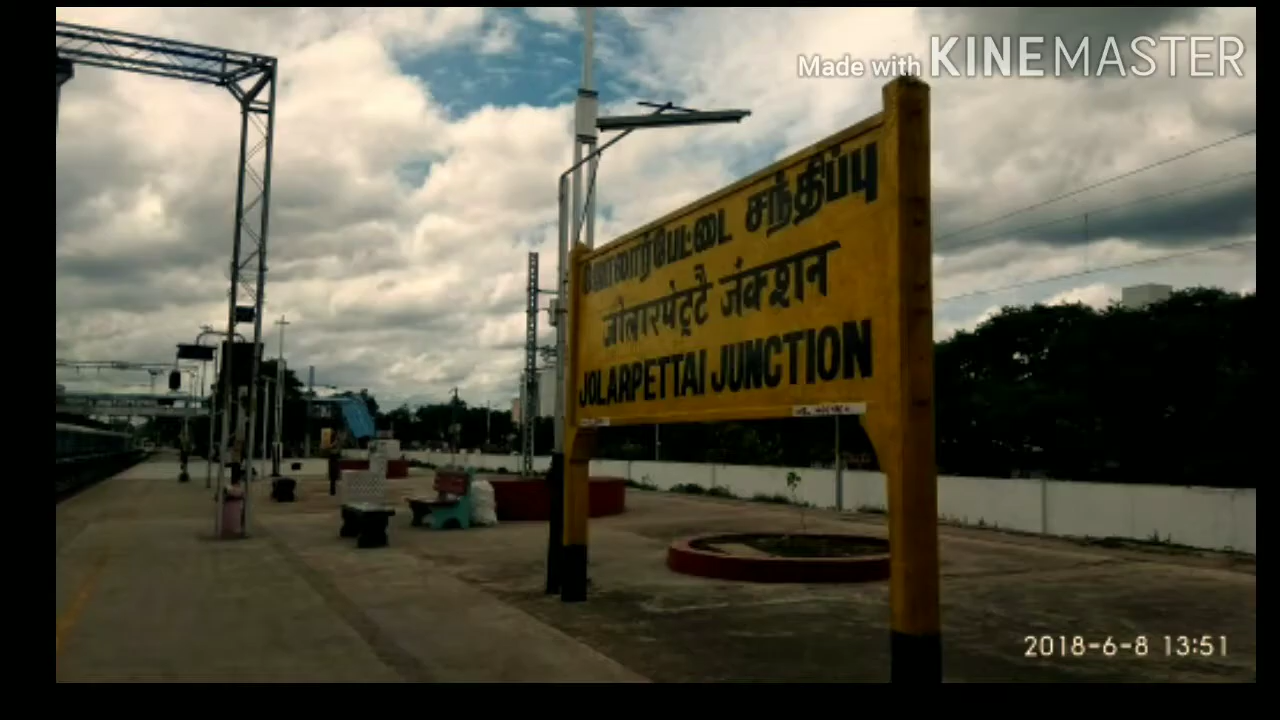 Made with KINEMASTER
ஜோலார்பேட்டை சந்திப்பு
जोलारपेट्टै जंक्शन
JOLARPETTAI JUNCTION
2018-6-8 13:51